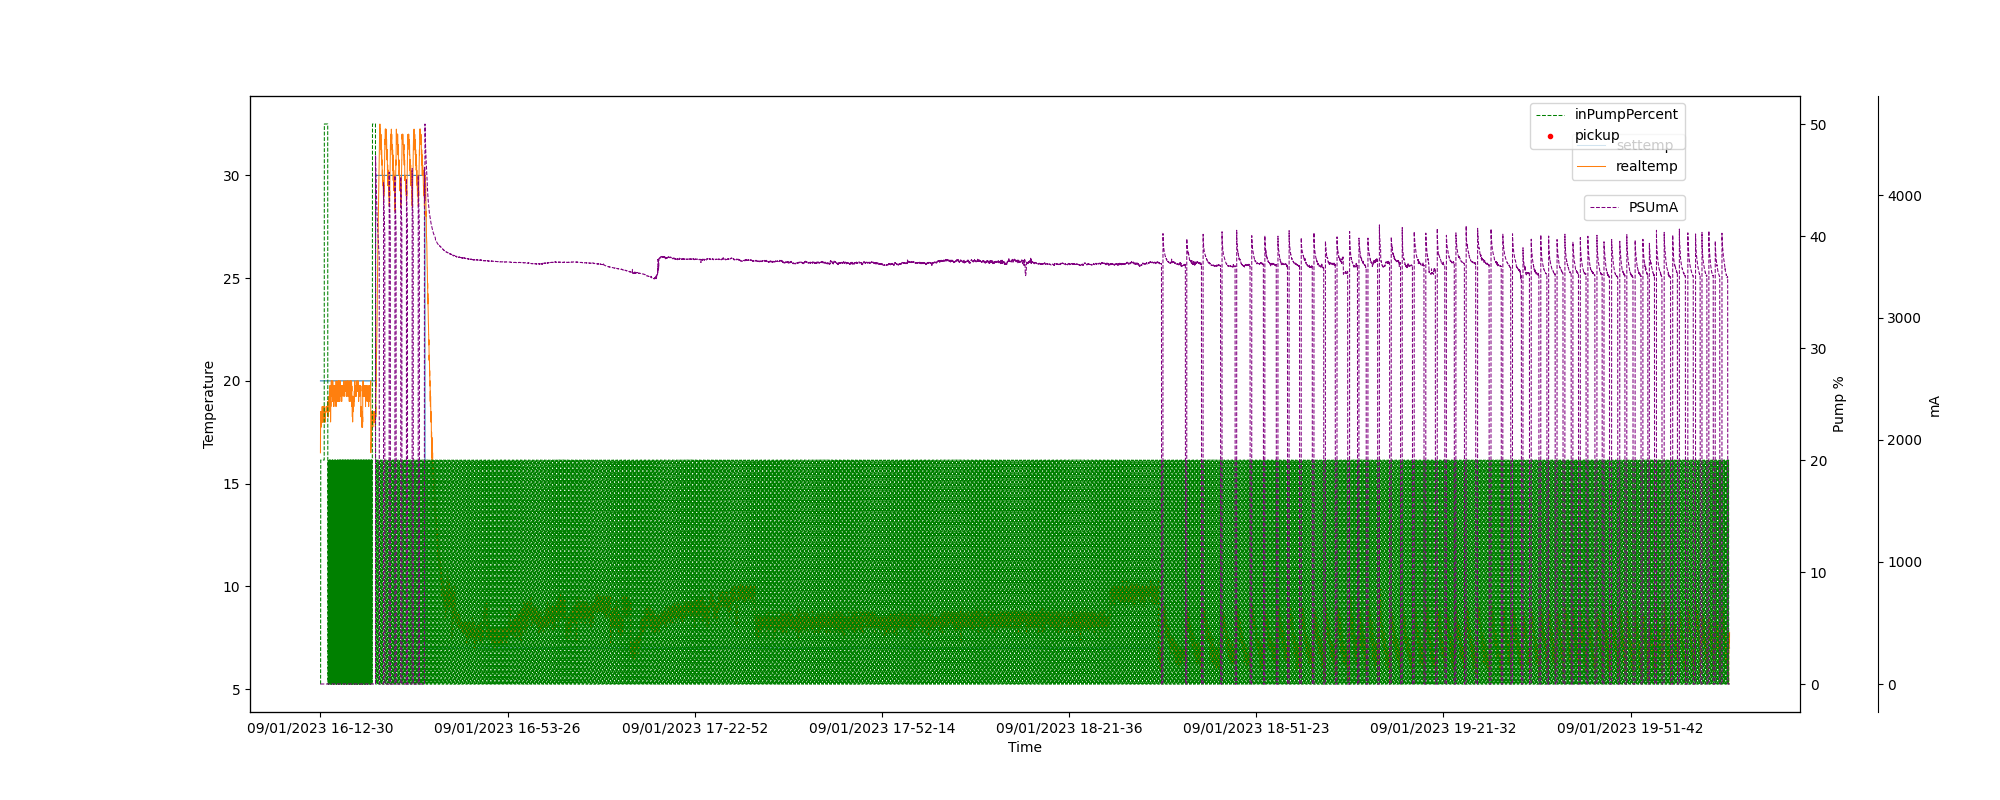 inPumpPercent
pickup
settemp
realtemp
PSUmA
Temperature
30
25
20
15
10
5
50
40
30
20
10
0
Pump %
4000
3000
2000
1000
0
mA
09/01/2023 16-12-30
09/01/2023 16-53-26
09/01/2023 17-22-52
09/01/2023 17-52-14
09/01/2023 18-21-36
09/01/2023 18-51-23
09/01/2023 19-21-32
09/01/2023 19-51-42
Time